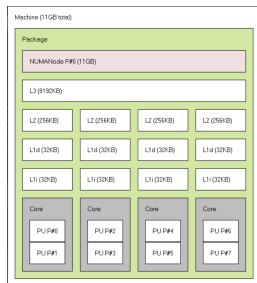 Machine (11GB total)
Package
NUMANode P#0 (11GB)
L3 (8192KB)
L2 (256KB) L2 (256KB) L2 (256KB) L2 (256KB)
L1d (32KB) L1d (32KB) L1d (32KB) L1d (32KB)
L1i (32KB) L1i (32KB) L1i (32KB) L1i (32KB)
Core Core Core Core
PU P#0 PU P#2 PU P#4 PU P#6
PU P#1 PU P#3 PU P#5 PU P#7